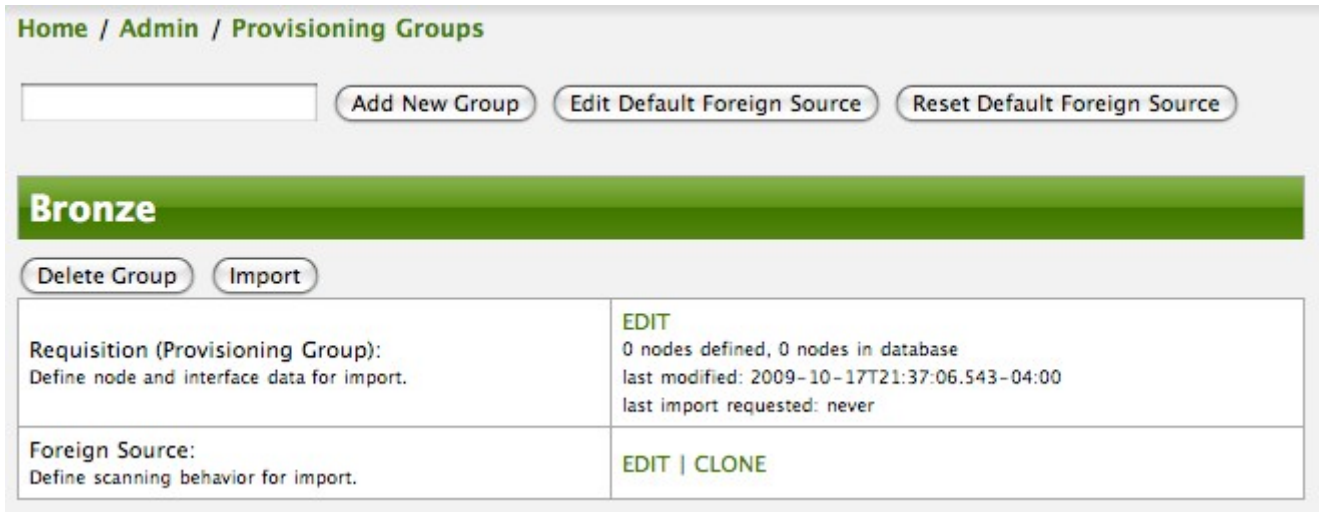 Home / Admin / Provisioning Groups
Add New Group Edit Default Foreign Source Reset Default Foreign Source
Bronze
Delete Group Import
Requisition (Provisioning Group):
Define node and interface data for import.
EDIT
0 nodes defined, 0 nodes in database
last modified: 2009-10-17T21:37:06.543-04:00
last import requested: never
Foreign Source:
Define scanning behavior for import.
EDIT | CLONE